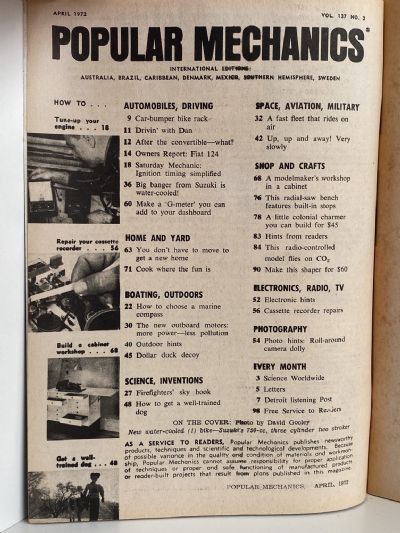 APRIL 1972
VOL. 137 NO. 3
POPULAR MECHANICS®
INTERNATIONAL EDITIONS:
AUSTRALIA, BRAZIL, CARIBBEAN, DENMARK, MEXICO, SOUTHERN HEMISPHERE, SWEDEN
HOW TO . . .
Tune-up your
engine . . . 18
Repair your cassette
recorder . . . 56
Build a cabinet
workshop . . . 68
Get a well-
trained dog . . . 48
AUTOMOBILES, DRIVING
9 Car-bumper bike rack
11 Drivin' with Dan
12 After the convertible—what?
14 Owners Report: Fiat 124
18 Saturday Mechanic:
Ignition timing simplified
36 Big banger from Suzuki is
water-cooled!
60 Make a 'G-meter' you can
add to your dashboard
HOME AND YARD
63 You don't have to move to
get a new home
71 Cook where the fun is
BOATING, OUTDOORS
22 How to choose a marine
compass
30 The new outboard motors:
more power—less pollution
40 Outdoor hints
45 Dollar duck decoy
SCIENCE, INVENTIONS
27 Firefighters' sky hook
48 How to get a well-trained
dog
SPACE, AVIATION, MILITARY
32 A fast fleet that rides on
air
42 Up, up and away! Very
slowly
SHOP AND CRAFTS
68 A modelmaker's workshop
in a cabinet
76 This radial-saw bench
features built-in stops
78 A little colonial charmer
you can build for $45
83 Hints from readers
84 This radio-controlled
model flies on CO₂
90 Make this shaper for $60
ELECTRONICS, RADIO, TV
52 Electronic hints
56 Cassette recorder repairs
PHOTOGRAPHY
54 Photo hints: Roll-around
camera dolly
EVERY MONTH
3 Science Worldwide
5 Letters
7 Detroit listening Post
98 Free Service to Readers
ON THE COVER: Photo by David Gooley
New water-cooled (!) bike—Suzuki's 750-cc, three cylinder two stroker
AS A SERVICE TO READERS, Popular Mechanics publishes newsworthy
products, techniques and scientific and technological developments. Because
of possible variance in the quality and condition of materials and workman-
ship, Popular Mechanics cannot assume responsibility for proper application
of techniques or proper and safe functioning of manufactured products
or reader-built projects that result from plans published in this magazine.
POPULAR MECHANICS, APRIL, 1972